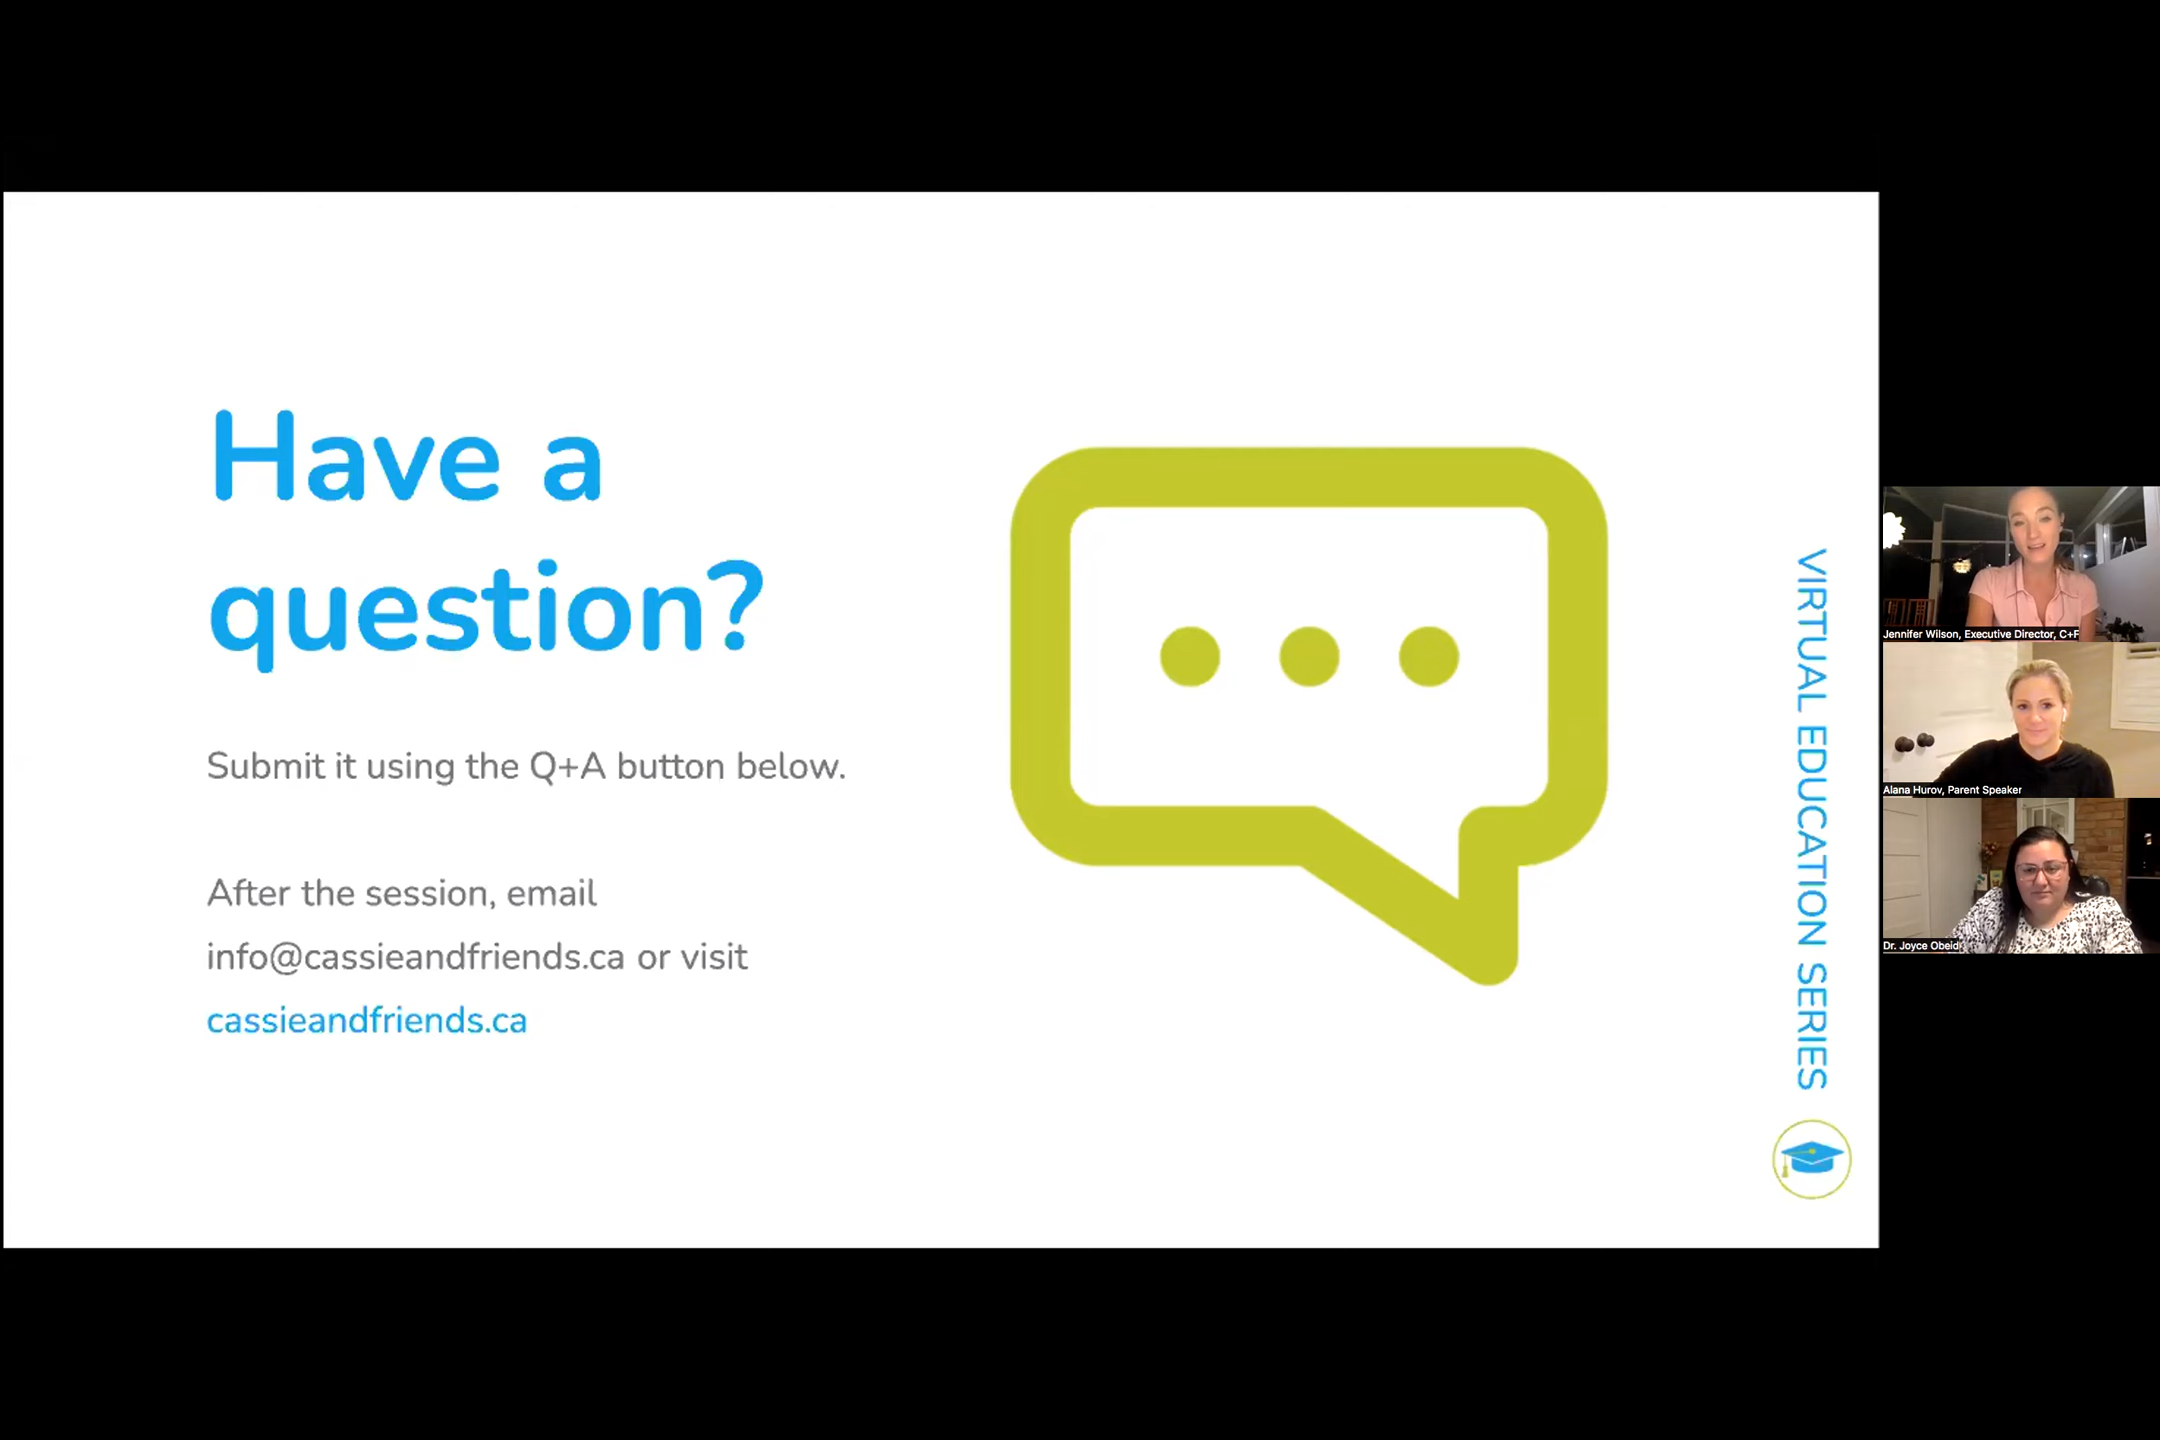 Have a
question?
Submit it using the Q+A button below.
After the session, email
info@cassieandfriends.ca or visit
cassieandfriends.ca
VIRTUAL EDUCATION SERIES
Jennifer Wilson, Executive Director, C+F
Alana Hurov, Parent Speaker
Dr. Joyce Obeid